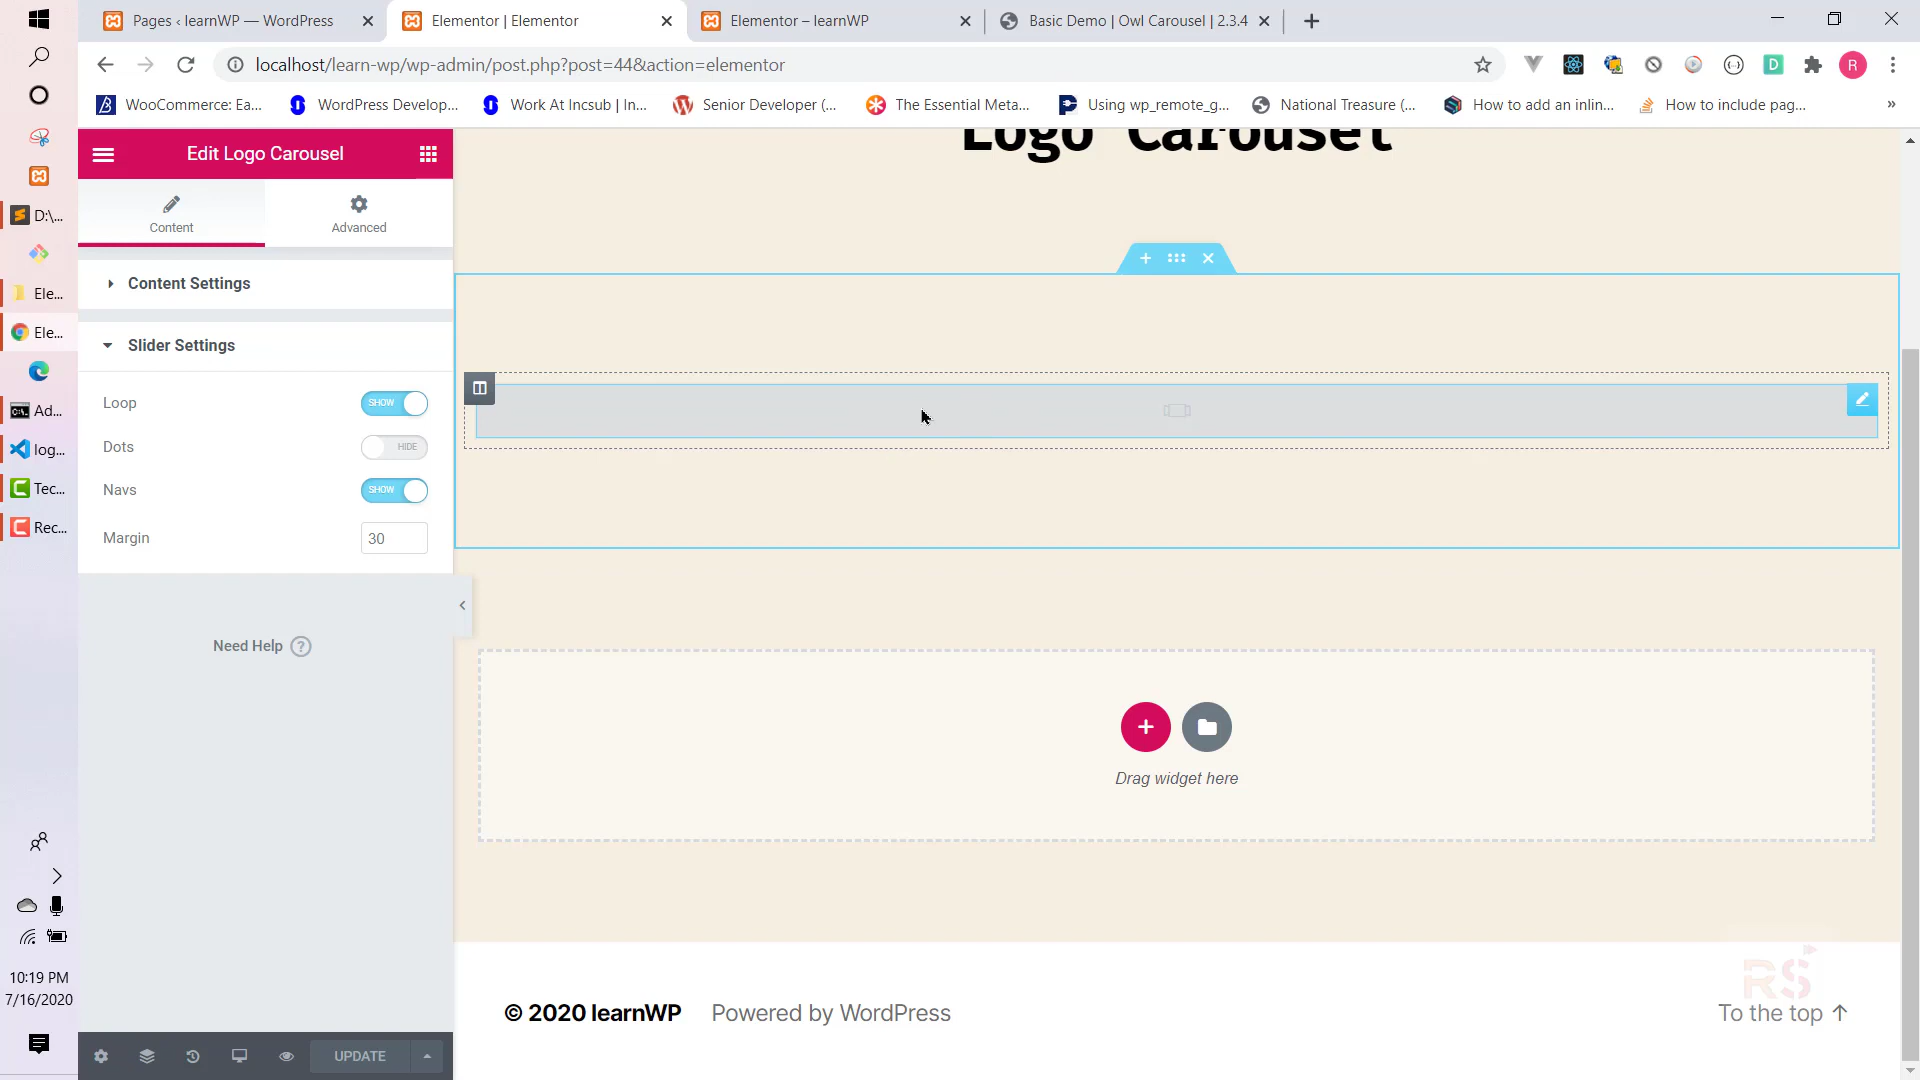 Pages ‹ learnWP — WordPress
Elementor | Elementor
Elementor – learnWP
Basic Demo | Owl Carousel | 2.3.4
localhost/learn-wp/wp-admin/post.php?post=44&action=elementor
R
WooCommerce: Ea...
WordPress Develop...
Work At Incsub | In...
Senior Developer (...
The Essential Meta...
Using wp_remote_g...
National Treasure (...
How to add an inlin...
How to include pag...
»
D:\...
Ele...
Ele...
Ad...
log...
Tec...
Rec...
10:19 PM
7/16/2020
Edit Logo Carousel
Content
Advanced
Content Settings
Slider Settings
Loop
SHOW
Dots
HIDE
Navs
SHOW
Margin
30
Need Help ?
UPDATE
Logo Carousel
Drag widget here
© 2020 learnWP
Powered by WordPress
To the top ↑
RS